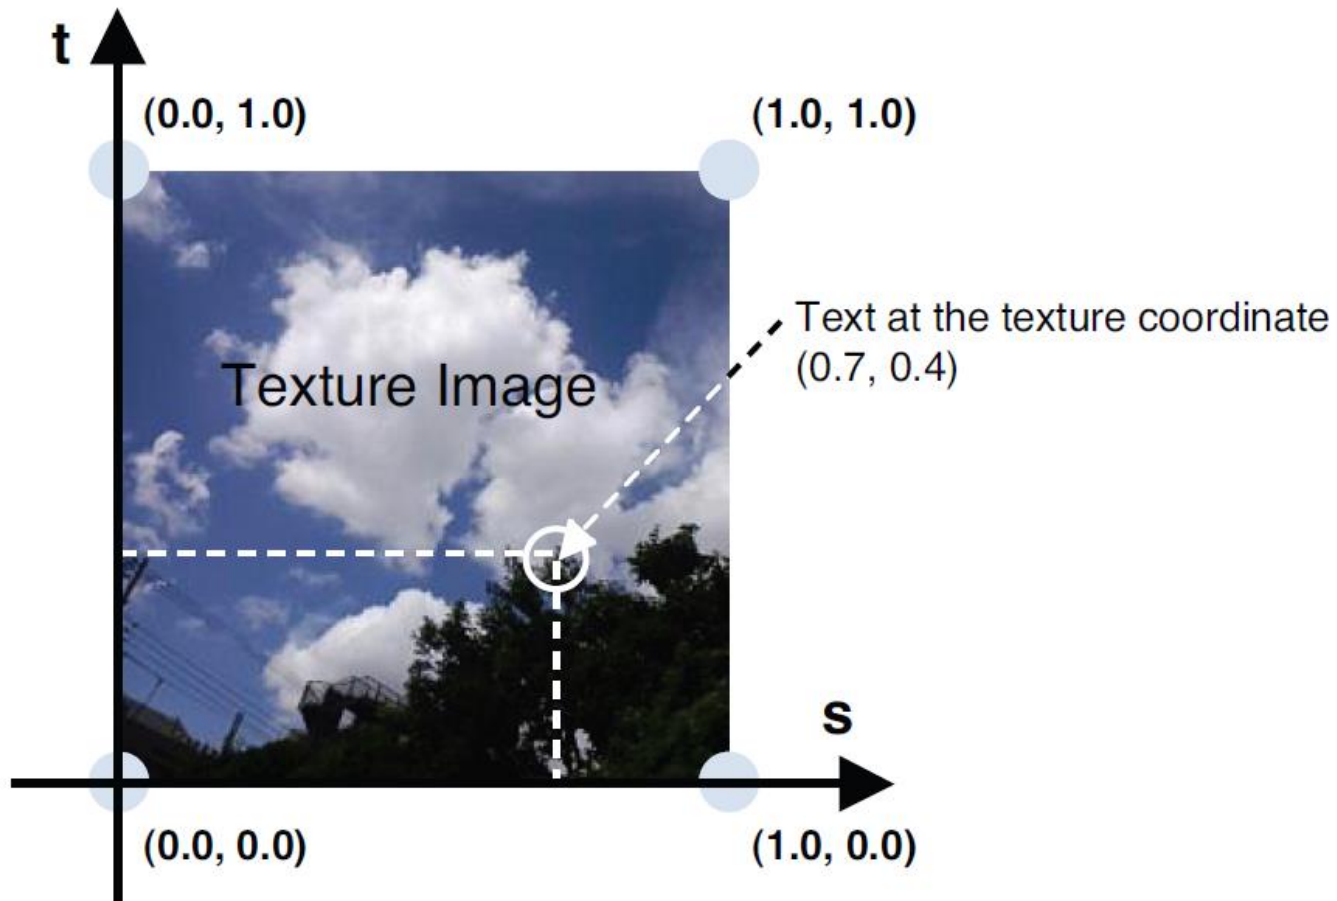 t
(0.0, 1.0)
(1.0, 1.0)
Text at the texture coordinate
(0.7, 0.4)
Texture Image
s
(0.0, 0.0)
(1.0, 0.0)